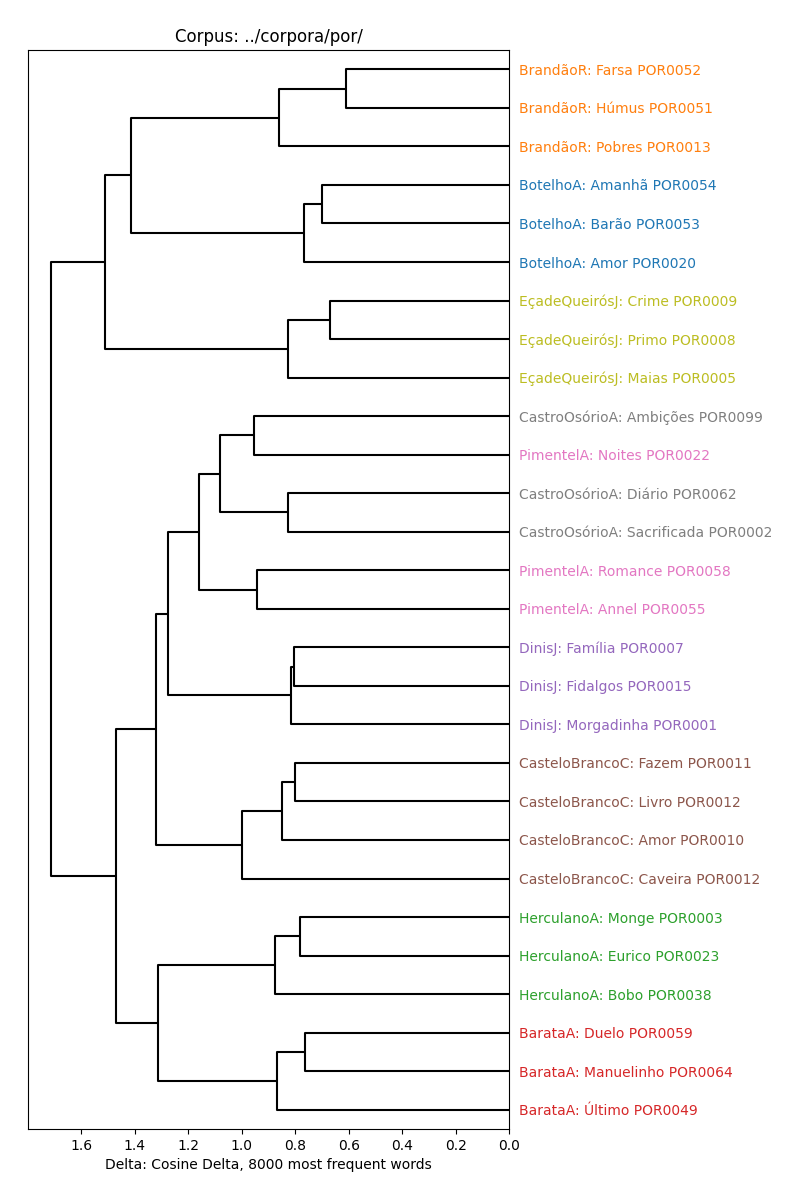 Corpus: ../corpora/por/
BrandãoR: Farsa POR0052
BrandãoR: Húmus POR0051
BrandãoR: Pobres POR0013
BotelhoA: Amanhã POR0054
BotelhoA: Barão POR0053
BotelhoA: Amor POR0020
EçadeQueirósJ: Crime POR0009
EçadeQueirósJ: Primo POR0008
EçadeQueirósJ: Maias POR0005
CastroOsórioA: Ambições POR0099
PimentelA: Noites POR0022
CastroOsórioA: Diário POR0062
CastroOsórioA: Sacrificada POR0002
PimentelA: Romance POR0058
PimentelA: Annel POR0055
DinisJ: Família POR0007
DinisJ: Fidalgos POR0015
DinisJ: Morgadinha POR0001
CasteloBrancoC: Fazem POR0011
CasteloBrancoC: Livro POR0012
CasteloBrancoC: Amor POR0010
CasteloBrancoC: Caveira POR0012
HerculanoA: Monge POR0003
HerculanoA: Eurico POR0023
HerculanoA: Bobo POR0038
BarataA: Duelo POR0059
BarataA: Manuelinho POR0064
BarataA: Último POR0049
1.6 1.4 1.2 1.0 0.8 0.6 0.4 0.2 0.0
Delta: Cosine Delta, 8000 most frequent words